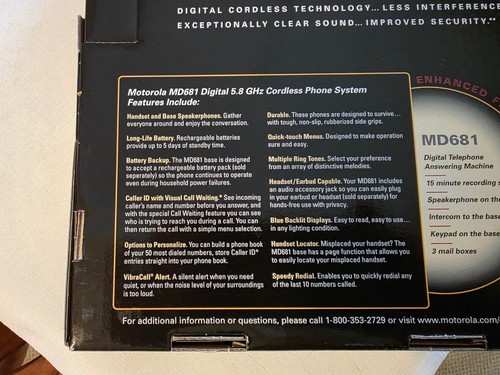 DIGITAL CORDLESS TECHNOLOGY... LESS INTERFERENCE
EXCEPTIONALLY CLEAR SOUND... IMPROVED SECURITY.**
Motorola MD681 Digital 5.8 GHz Cordless Phone System
Features Include:
Handset and Base Speakerphones. Gather
everyone around and enjoy the conversation.
Long-Life Battery. Rechargeable batteries
provide up to 5 days of standby time.
Battery Backup. The MD681 base is designed
to accept a rechargeable battery pack (sold
separately) so the phone continues to operate
even during household power failures.
Caller ID with Visual Call Waiting.* See incoming
caller's name and number before you answer, and
with the special Call Waiting feature you can see
who is trying to reach you during a call. You can
then return the call with a simple menu selection.
Options to Personalize. You can build a phone book
of your 50 most dialed numbers, store Caller ID*
entries straight into your phone book.
VibraCall® Alert. A silent alert when you need
quiet, or when the noise level of your surroundings
is too loud.
Durable. These phones are designed to survive...
with tough, non-slip, rubberized side grips.
Quick-touch Menus. Designed to make operation
sure and easy.
Multiple Ring Tones. Select your preference
from an array of distinctive melodies.
Headset/Earbud Capable. Your MD681 includes
an audio accessory jack so you can easily plug
in your earbud or headset (sold separately) for
hands-free use with privacy.
Blue Backlit Displays. Easy to read, easy to use...
in any lighting condition.
Handset Locator. Misplaced your handset? The
MD681 base has a page function that allows you
to easily locate your misplaced handset.
Speedy Redial. Enables you to quickly redial any
of the last 10 numbers called.
ENHANCED
MD681
Digital Telephone
Answering Machine
15 minute recording
Speakerphone on the
Intercom to the base
Keypad on the base
3 mail boxes
For additional information or questions, please call 1-800-353-2729 or visit www.motorola.com/